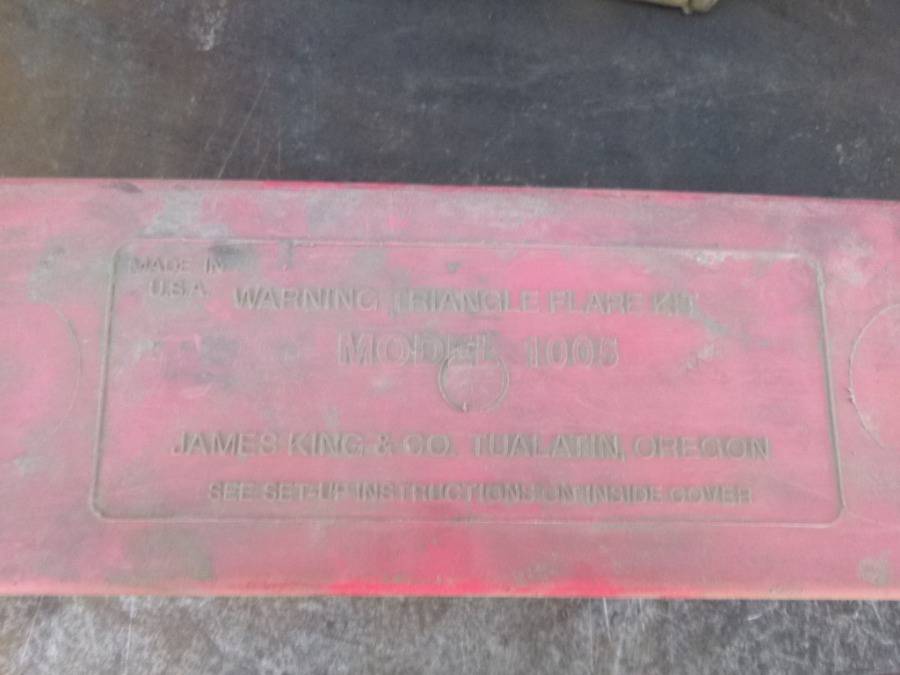 MADE IN
U.S.A.
WARNING TRIANGLE FLARE KIT
MODEL 1005
JAMES KING & CO. TUALATIN, OREGON
SEE SET-UP INSTRUCTIONS ON INSIDE COVER